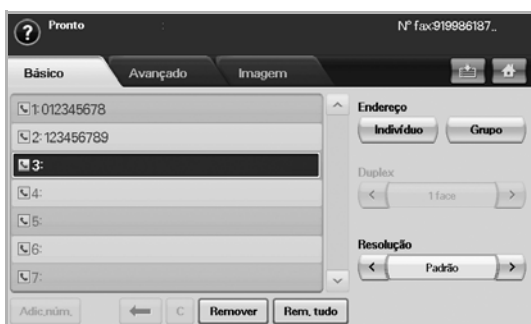 Pronto :
Nº fax:919986187..
Básico Avançado Imagem
1: 012345678
2: 123456789
3:
4:
5:
6:
7:
Endereço
Indivíduo Grupo
Duplex
1 face
Resolução
Padrão
Adic,núm, C Remover Rem, tudo